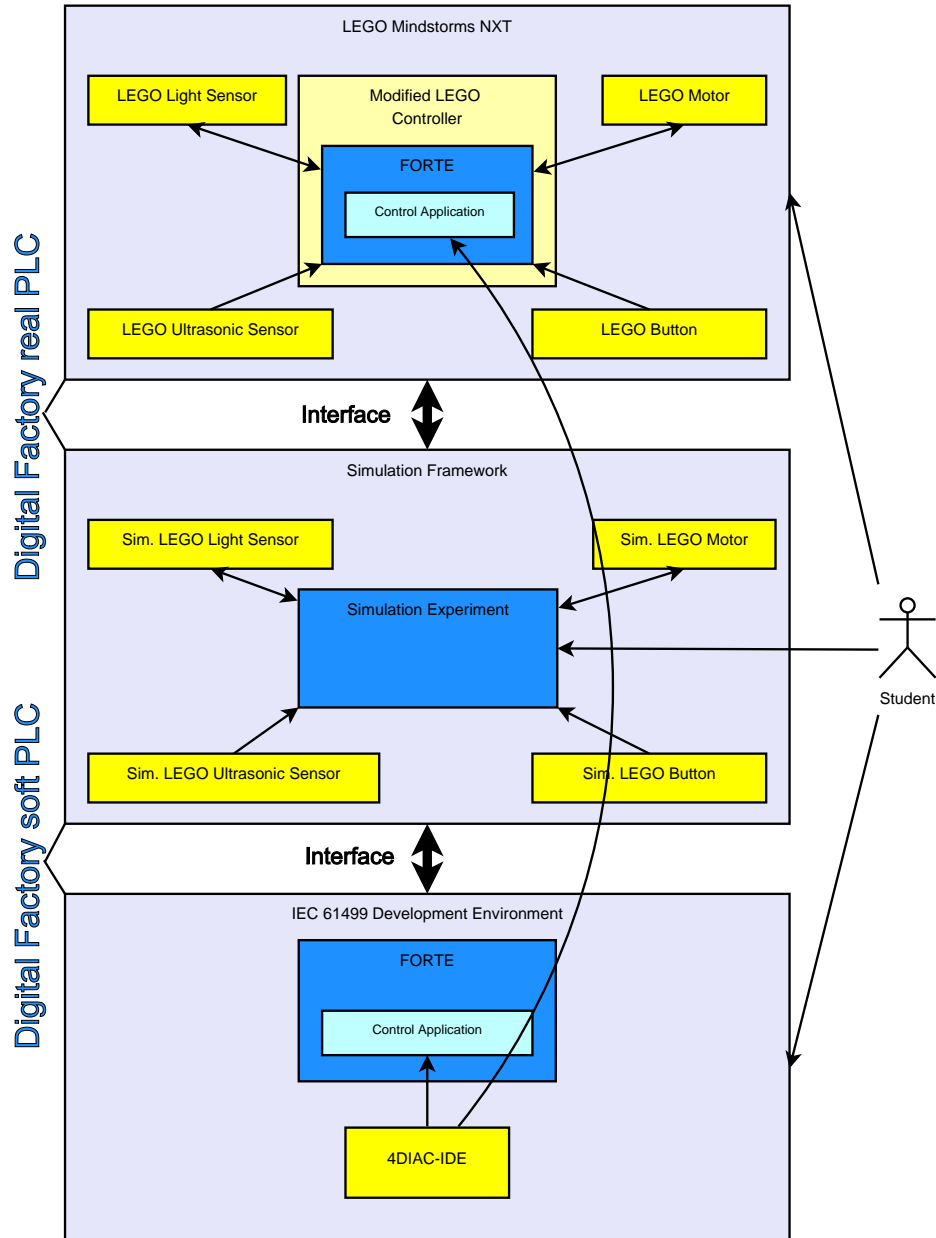 LEGO Mindstorms NXT
LEGO Light Sensor
Modified LEGO
Controller
LEGO Motor
FORTE
Control Application
LEGO Ultrasonic Sensor
LEGO Button
Digital Factory real PLC
Interface
Simulation Framework
Sim. LEGO Light Sensor
Sim. LEGO Motor
Simulation Experiment
Student
Sim. LEGO Ultrasonic Sensor
Sim. LEGO Button
Digital Factory soft PLC
Interface
IEC 61499 Development Environment
FORTE
Control Application
4DIAC-IDE